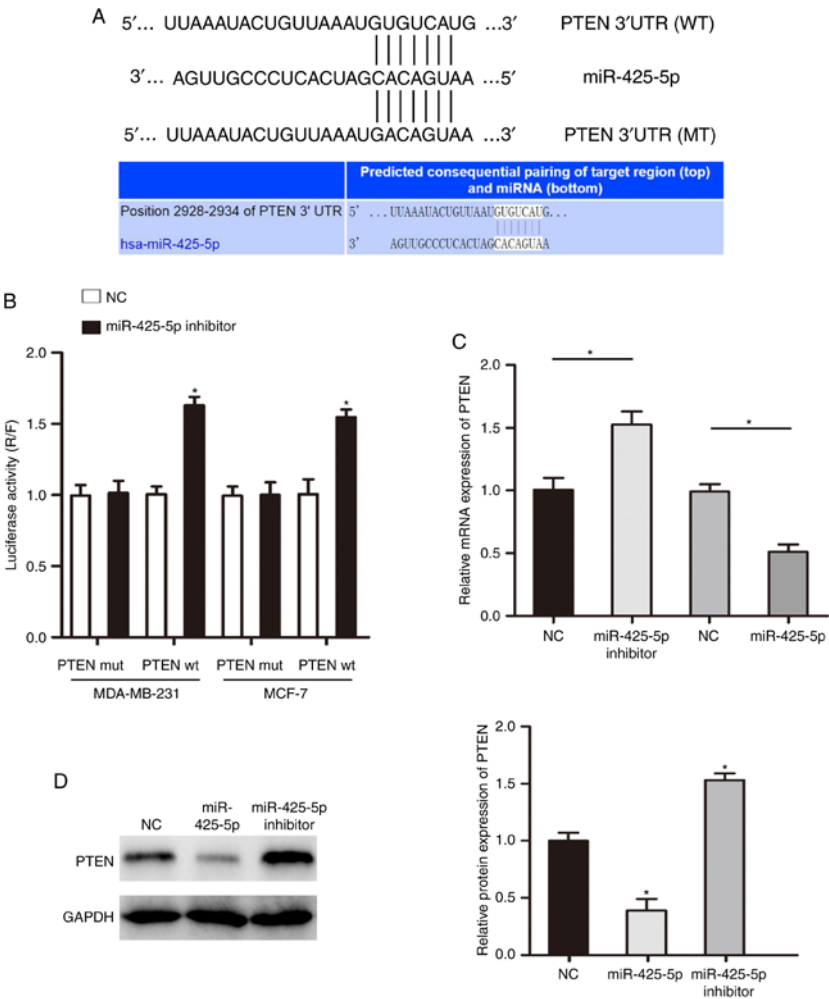 A
5′... UUAAAUACUGUUAAAUGUGUCAUG ...3′ PTEN 3′UTR (WT)
3′... AGUUGCCCUCACUAGCACAGUAA ...5′ miR-425-5p
5′... UUAAAUACUGUUAAAUGACAGUAA ...3′ PTEN 3′UTR (MT)
Predicted consequential pairing of target region (top)
and miRNA (bottom)
Position 2928-2934 of PTEN 3' UTR 5' ...UUAAAUACUGUUAAUGUGUCAUG...
hsa-miR-425-5p 3' AGUUGCCCUCACUAGCACAGUAA
B
NC
miR-425-5p inhibitor
Luciferase activity (R/F)
2.0
1.5
1.0
0.5
0.0
* *
PTEN mut PTEN wt PTEN mut PTEN wt
MDA-MB-231 MCF-7
C
Relative mRNA expression of PTEN
2.0
1.5
1.0
0.5
0.0
* *
NC miR-425-5p NC miR-425-5p
inhibitor
D
NC miR- miR-425-5p
425-5p inhibitor
PTEN
GAPDH
Relative protein expression of PTEN
2.0
1.5
1.0
0.5
0.0
* *
NC miR-425-5p miR-425-5p
inhibitor